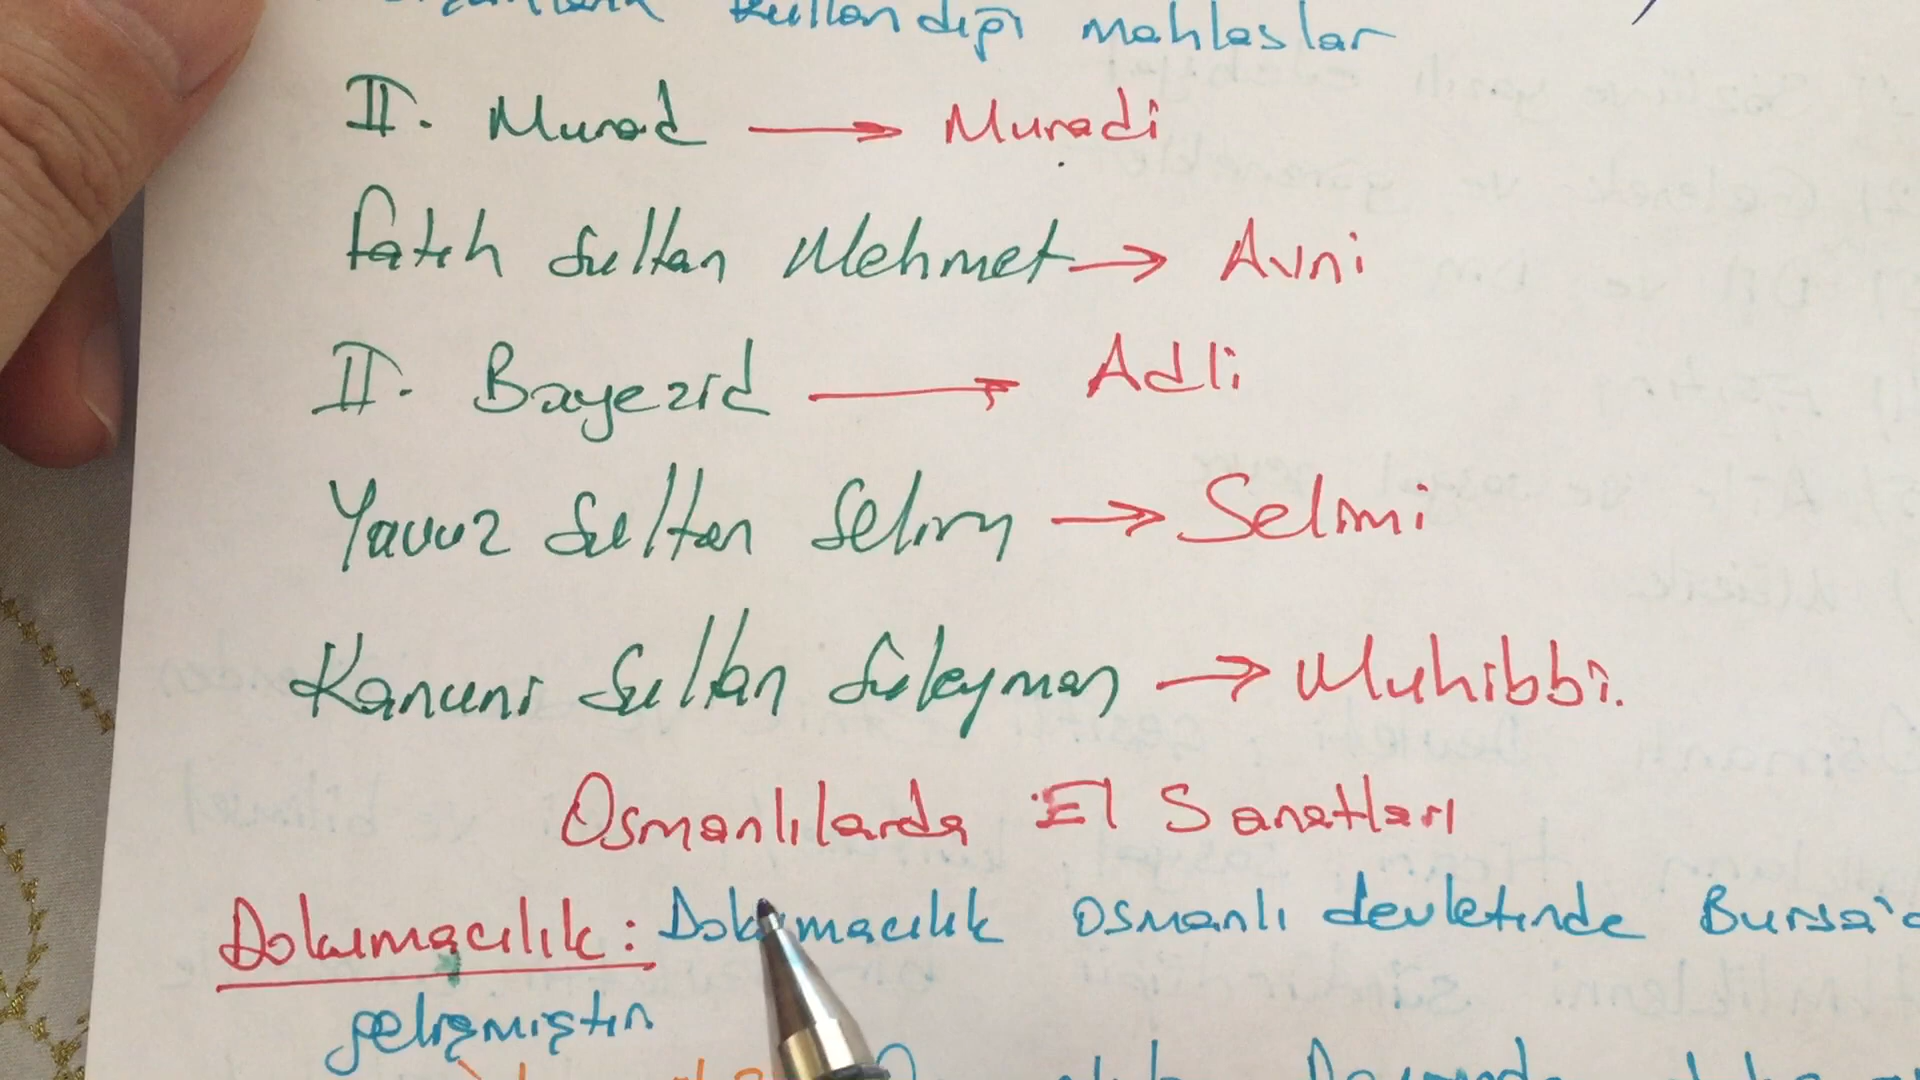 kullandığı mahlaslar
II. Murad → Muradi
Fatih Sultan Mehmet → Avni
II. Bayezid → Adli
Yavuz Sultan Selim → Selimi
Kanuni Sultan Süleyman → Muhibbi.
Osmanlılarda El Sanatları
Dokumacılık: Dokumacılık Osmanlı devletinde Bursa'd
gelişmiştir